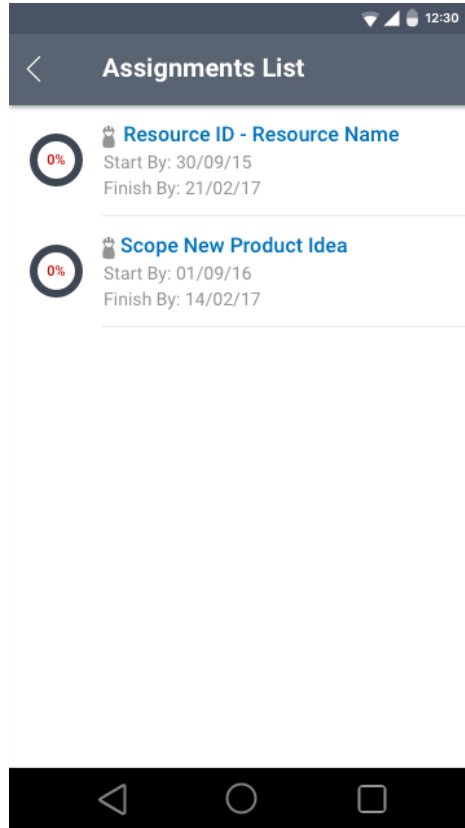 12:30
Assignments List
0%
Resource ID - Resource Name
Start By: 30/09/15
Finish By: 21/02/17
0%
Scope New Product Idea
Start By: 01/09/16
Finish By: 14/02/17